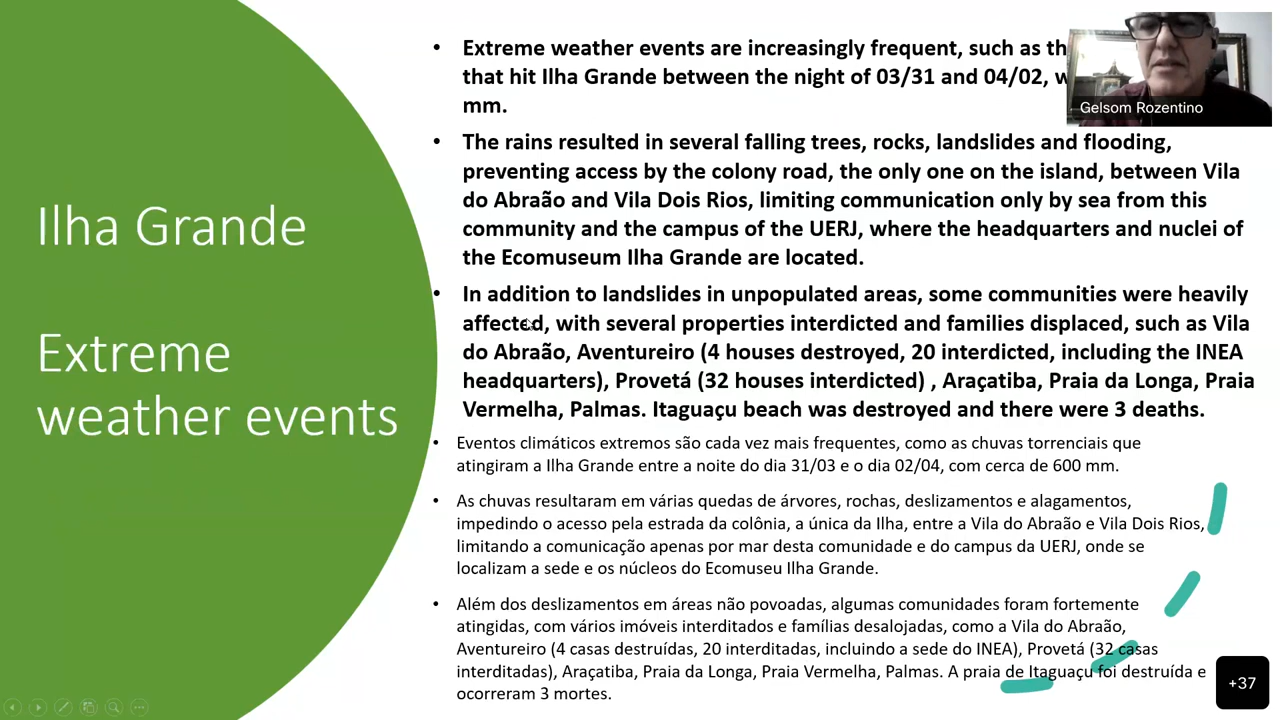 Ilha Grande
Extreme
weather events
• Extreme weather events are increasingly frequent, such as
that hit Ilha Grande between the night of 03/31 and 04/02,
mm.
• The rains resulted in several falling trees, rocks, landslides and flooding,
preventing access by the colony road, the only one on the island, between Vila
do Abraão and Vila Dois Rios, limiting communication only by sea from this
community and the campus of the UERJ, where the headquarters and nuclei of
the Ecomuseum Ilha Grande are located.
• In addition to landslides in unpopulated areas, some communities were heavily
affected, with several properties interdicted and families displaced, such as Vila
do Abraão, Aventureiro (4 houses destroyed, 20 interdicted, including the INEA
headquarters), Provetá (32 houses interdicted) , Araçatiba, Praia da Longa, Praia
Vermelha, Palmas. Itaguaçu beach was destroyed and there were 3 deaths.
• Eventos climáticos extremos são cada vez mais frequentes, como as chuvas torrenciais que
atingiram a Ilha Grande entre a noite do dia 31/03 e o dia 02/04, com cerca de 600 mm.
• As chuvas resultaram em várias quedas de árvores, rochas, deslizamentos e alagamentos,
impedindo o acesso pela estrada da colônia, a única da Ilha, entre a Vila do Abraão e Vila Dois Rios,
limitando a comunicação apenas por mar desta comunidade e do campus da UERJ, onde se
localizam a sede e os núcleos do Ecomuseu Ilha Grande.
• Além dos deslizamentos em áreas não povoadas, algumas comunidades foram fortemente
atingidas, com vários imóveis interditados e famílias desalojadas, como a Vila do Abraão,
Aventureiro (4 casas destruídas, 20 interditadas, incluindo a sede do INEA), Provetá (32 casas
interditadas), Araçatiba, Praia da Longa, Praia Vermelha, Palmas. A praia de Itaguaçu foi destruída e
ocorreram 3 mortes.
Gelsom Rozentino
+37